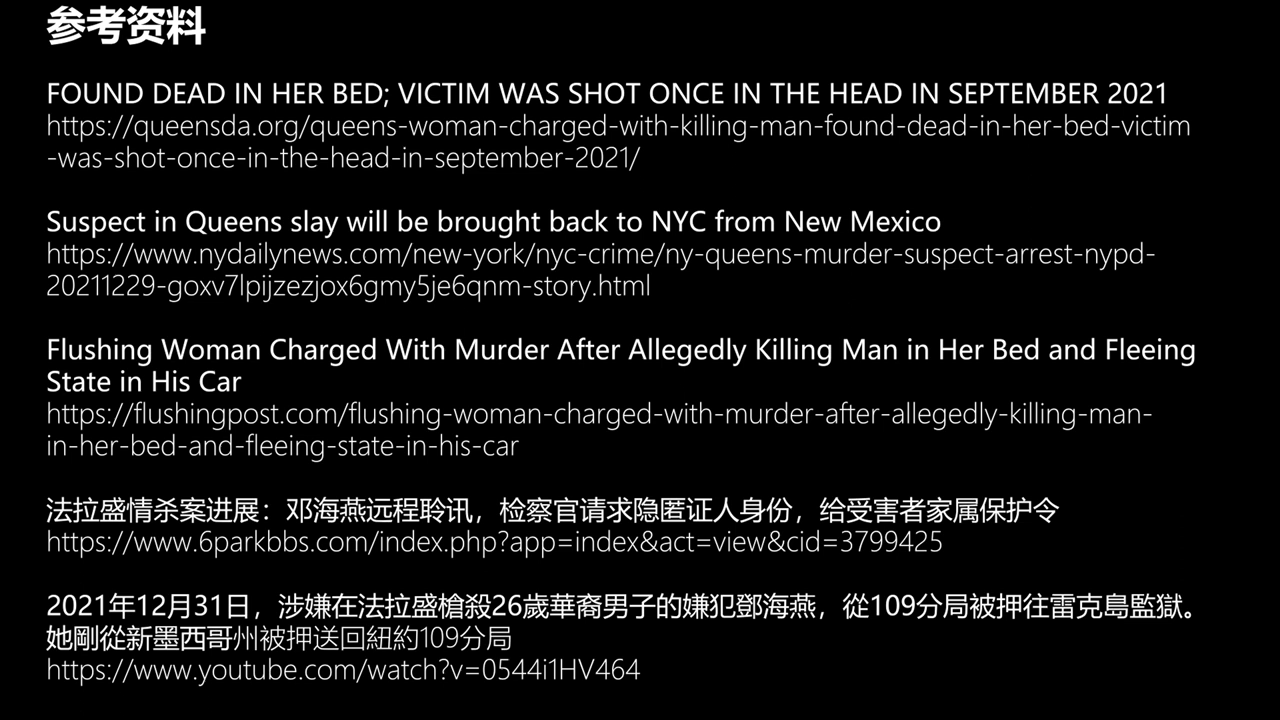 参考资料
FOUND DEAD IN HER BED; VICTIM WAS SHOT ONCE IN THE HEAD IN SEPTEMBER 2021
https://queensda.org/queens-woman-charged-with-killing-man-found-dead-in-her-bed-victim
-was-shot-once-in-the-head-in-september-2021/
Suspect in Queens slay will be brought back to NYC from New Mexico
https://www.nydailynews.com/new-york/nyc-crime/ny-queens-murder-suspect-arrest-nypd-
20211229-goxv7lpijzezjox6gmy5je6qnm-story.html
Flushing Woman Charged With Murder After Allegedly Killing Man in Her Bed and Fleeing
State in His Car
https://flushingpost.com/flushing-woman-charged-with-murder-after-allegedly-killing-man-
in-her-bed-and-fleeing-state-in-his-car
法拉盛情杀案进展：邓海燕远程聆讯，检察官请求隐匿证人身份，给受害者家属保护令
https://www.6parkbbs.com/index.php?app=index&act=view&cid=3799425
2021年12月31日，涉嫌在法拉盛槍殺26歲華裔男子的嫌犯鄧海燕，從109分局被押往雷克島監獄。
她剛從新墨西哥州被押送回紐約109分局
https://www.youtube.com/watch?v=0544i1HV464